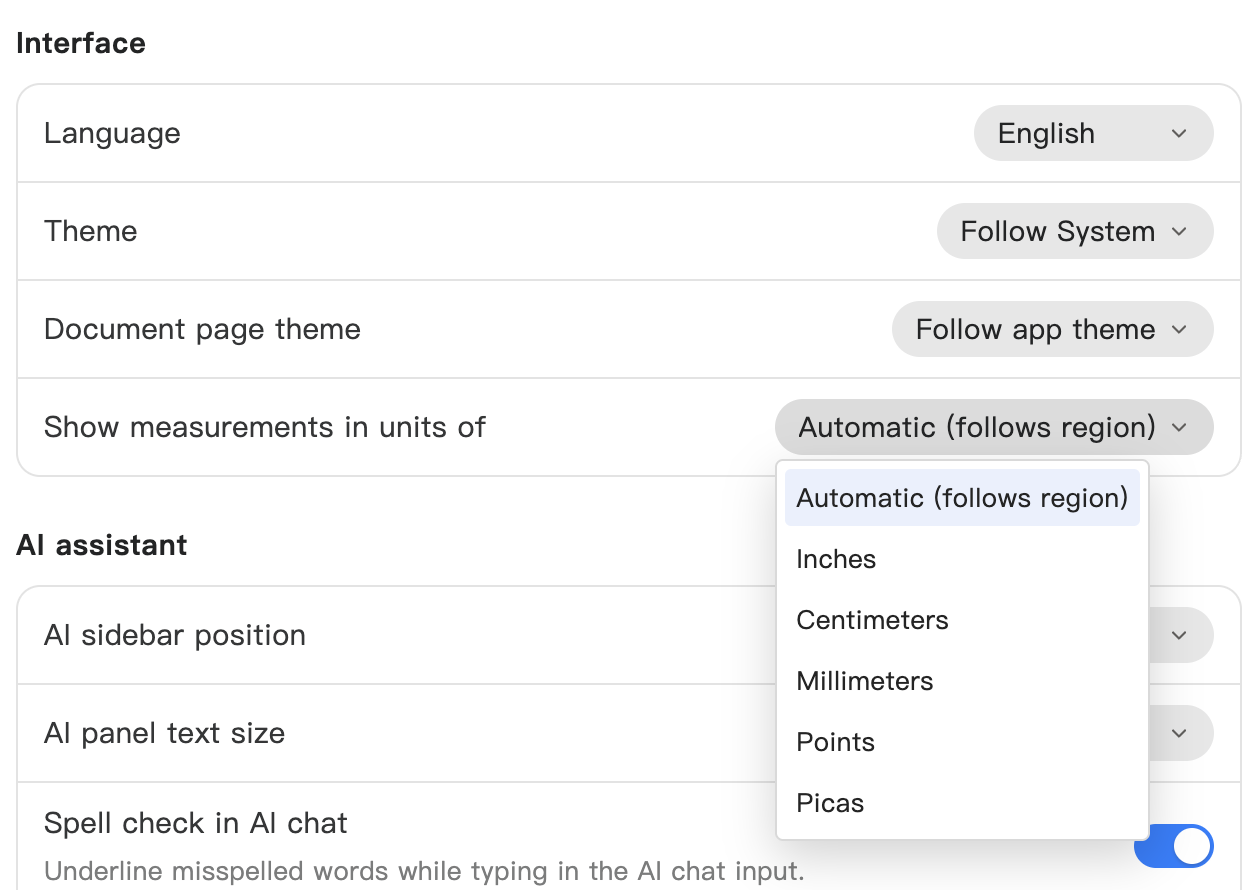 Interface
Language
English
Theme
Follow System
Document page theme
Follow app theme
Show measurements in units of
Automatic (follows region)
Automatic (follows region)
Inches
Centimeters
Millimeters
Points
Picas
AI assistant
AI sidebar position
AI panel text size
Spell check in AI chat
Underline misspelled words while typing in the AI chat input.